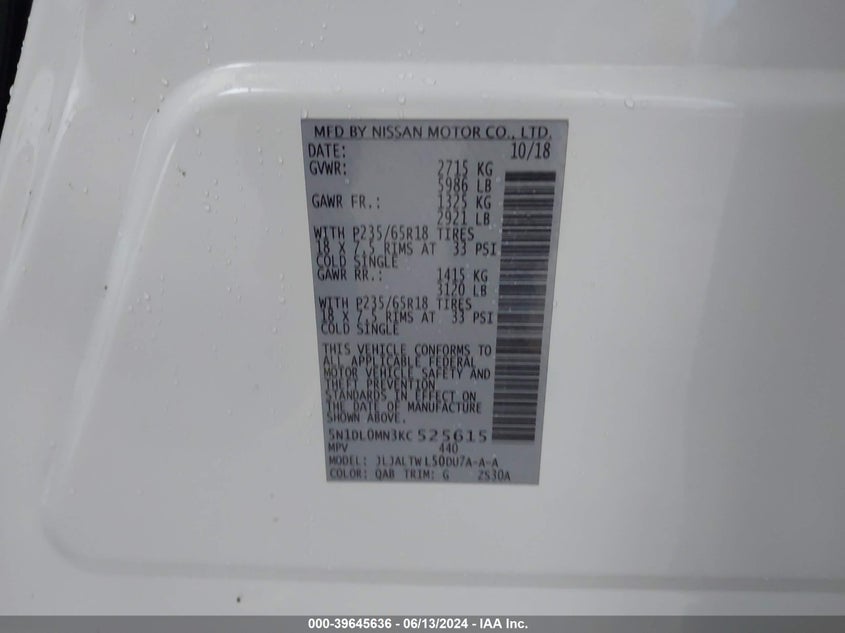 MFD BY NISSAN MOTOR CO., LTD.
DATE: 10/18
GVWR: 2715 KG
5986 LB
GAWR FR.: 1325 KG
2921 LB
WITH P235/65R18 TIRES
18 X 7.5 RIMS AT 33 PSI
COLD SINGLE
GAWR RR.: 1415 KG
3120 LB
WITH P235/65R18 TIRES
18 X 7.5 RIMS AT 33 PSI
COLD SINGLE
THIS VEHICLE CONFORMS TO
ALL APPLICABLE FEDERAL
MOTOR VEHICLE SAFETY AND
THEFT PREVENTION
STANDARDS IN EFFECT ON
THE DATE OF MANUFACTURE
SHOWN ABOVE.
5N1DL0MN3KC525615
MPV 440
MODEL: JLJALTWL50DU7A-A-A
COLOR: QAB TRIM: G 2S30A
000-39645636 - 06/13/2024 - IAA Inc.